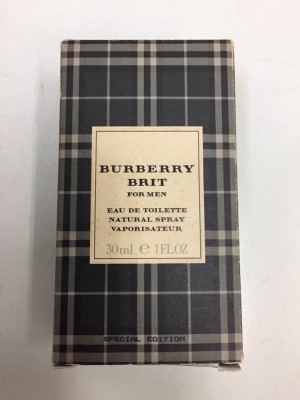 BURBERRY
BRIT
FOR MEN
EAU DE TOILETTE
NATURAL SPRAY
VAPORISATEUR
30ml ℮ 1FL.OZ
SPECIAL EDITION